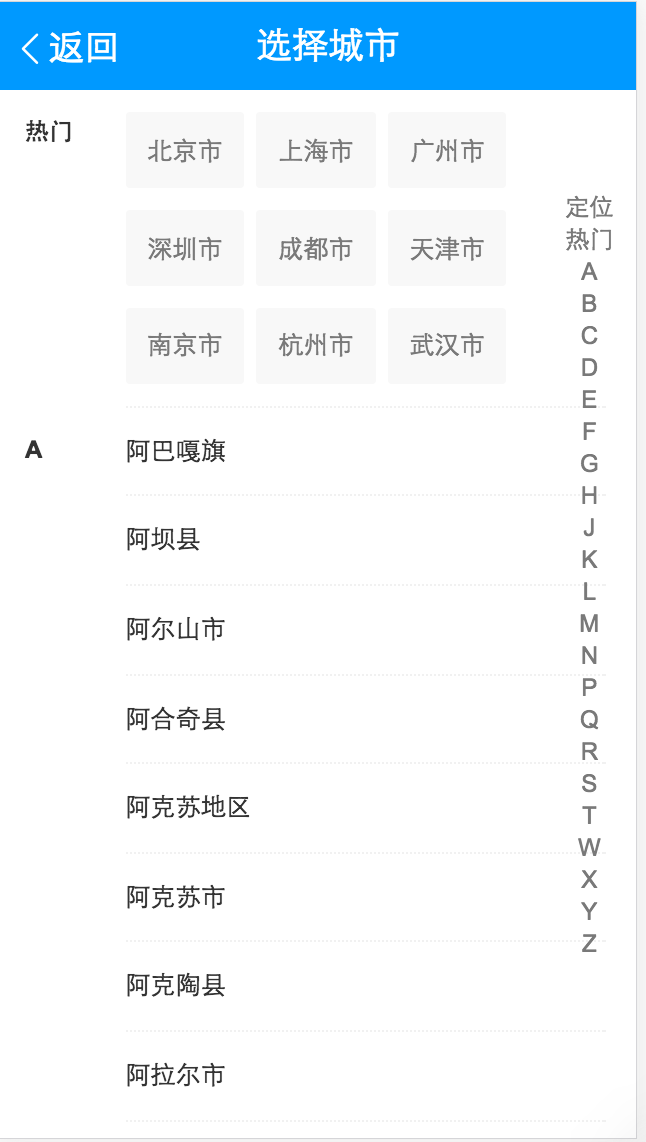 返回 选择城市
热门
北京市 上海市 广州市
深圳市 成都市 天津市
南京市 杭州市 武汉市
A
阿巴嘎旗
阿坝县
阿尔山市
阿合奇县
阿克苏地区
阿克苏市
阿克陶县
阿拉尔市
定位
热门
A
B
C
D
E
F
G
H
J
K
L
M
N
P
Q
R
S
T
W
X
Y
Z